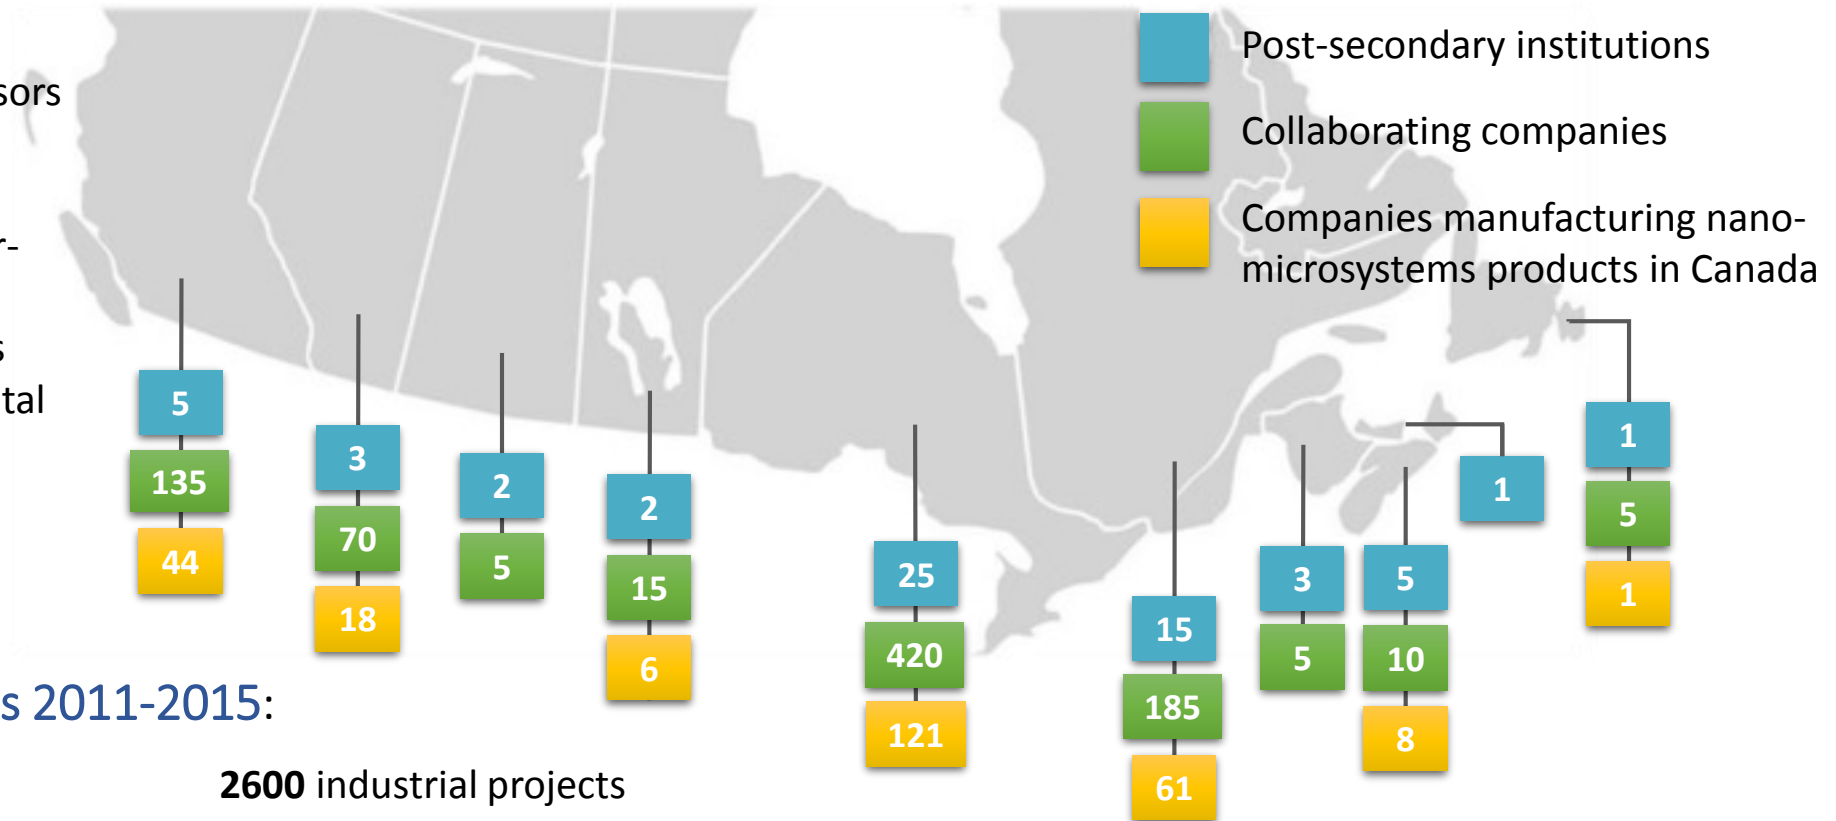 sors
r-
s
tal
Post-secondary institutions
Collaborating companies
Companies manufacturing nano-
microsystems products in Canada
5
135
44
3
70
18
2
5
2
15
6
25
420
121
15
185
61
3
5
5
10
8
1
1
5
1
s 2011-2015:
2600 industrial projects